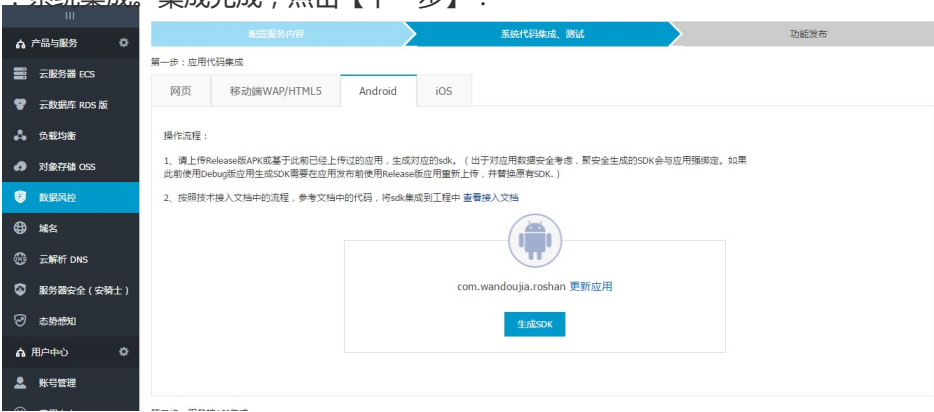 ：系统集成。集成完成，点击【下一步】：
产品与服务
云服务器 ECS
云数据库 RDS 版
负载均衡
对象存储 OSS
数据风控
域名
云解析 DNS
服务器安全（安骑士）
态势感知
用户中心
账号管理
配置服务内容
系统代码集成、测试
功能发布
第一步：应用代码集成
网页 移动端WAP/HTML5 Android iOS
操作流程：
1、请上传Release版APK或基于此前已经上传过的应用，生成对应的sdk。（出于对应用数据安全考虑，聚安全生成的SDK会与应用强绑定。如果
此前使用Debug版应用生成SDK需要在应用发布前使用Release版应用重新上传，并替换原有SDK.）
2、按照技术接入文档中的流程，参考文档中的代码，将sdk集成到工程中 查看接入文档
com.wandoujia.roshan 更新应用
生成SDK